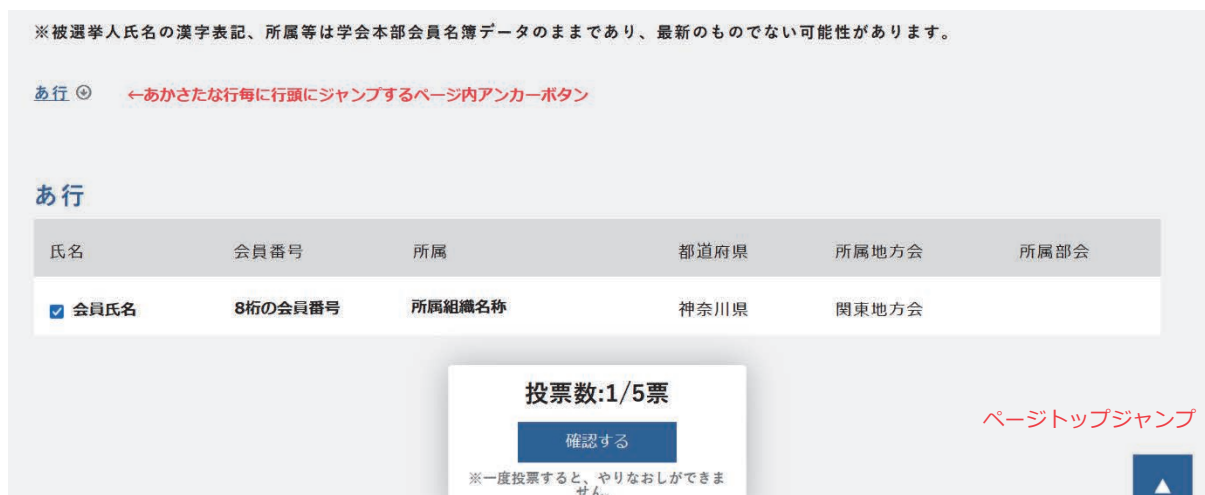 ※被選挙人氏名の漢字表記、所属等は学会本部会員名簿データのままであり、最新のものでない可能性があります。
あ行 ←あかさたな行毎に行頭にジャンプするページ内アンカーボタン
あ行
氏名 会員番号 所属 都道府県 所属地方会 所属部会
会員氏名 8桁の会員番号 所属組織名称 神奈川県 関東地方会
投票数:1/5票
ページトップジャンプ
確認する
※一度投票すると、やりなおしができま
せん。